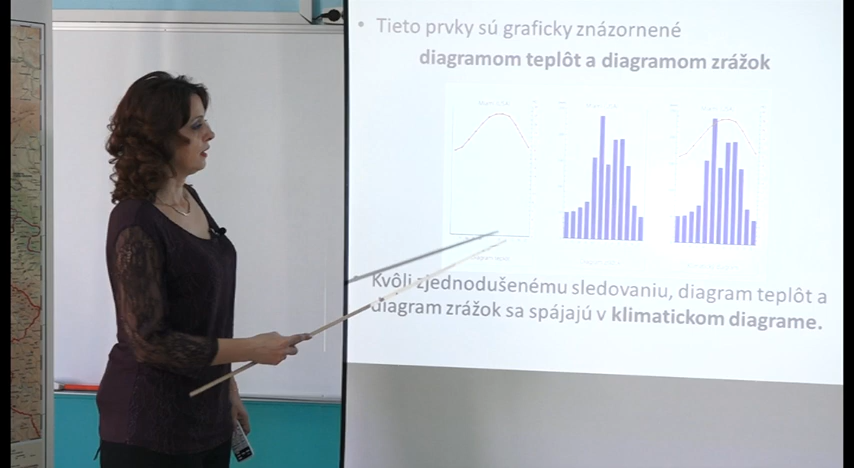 • Tieto prvky sú graficky znázornené
diagramom teplôt a diagramom zrážok
Kvôli zjednodušenému sledovaniu, diagram teplôt a
diagram zrážok sa spájajú v klimatickom diagrame.